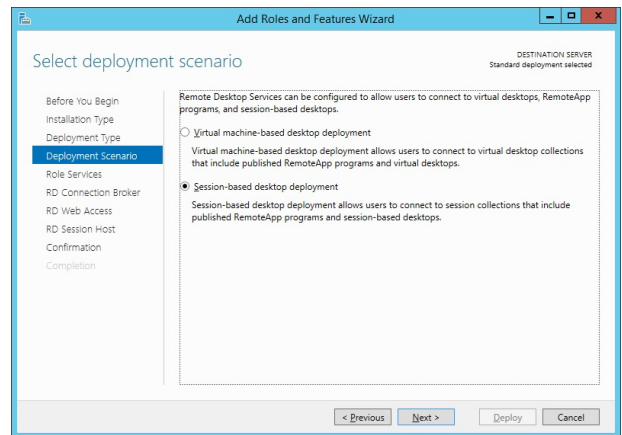 Add Roles and Features Wizard
Select deployment scenario
DESTINATION SERVER
Standard deployment selected
Before You Begin
Installation Type
Deployment Type
Deployment Scenario
Role Services
RD Connection Broker
RD Web Access
RD Session Host
Confirmation
Completion
Remote Desktop Services can be configured to allow users to connect to virtual desktops, RemoteApp
programs, and session-based desktops.
Virtual machine-based desktop deployment
Virtual machine-based desktop deployment allows users to connect to virtual desktop collections
that include published RemoteApp programs and virtual desktops.
Session-based desktop deployment
Session-based desktop deployment allows users to connect to session collections that include
published RemoteApp programs and session-based desktops.
< Previous
Next >
Deploy
Cancel